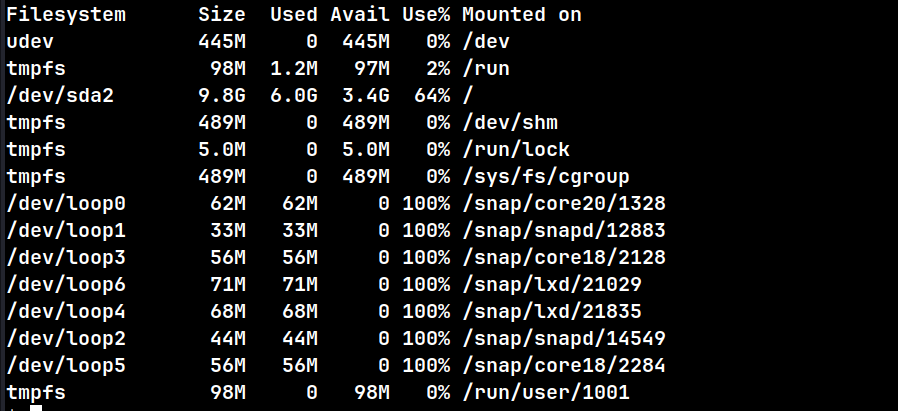 Filesystem      Size  Used Avail Use% Mounted on
udev            445M     0  445M   0% /dev
tmpfs            98M  1.2M   97M   2% /run
/dev/sda2       9.8G  6.0G  3.4G  64% /
tmpfs           489M     0  489M   0% /dev/shm
tmpfs           5.0M     0  5.0M   0% /run/lock
tmpfs           489M     0  489M   0% /sys/fs/cgroup
/dev/loop0       62M   62M     0 100% /snap/core20/1328
/dev/loop1       33M   33M     0 100% /snap/snapd/12883
/dev/loop3       56M   56M     0 100% /snap/core18/2128
/dev/loop6       71M   71M     0 100% /snap/lxd/21029
/dev/loop4       68M   68M     0 100% /snap/lxd/21835
/dev/loop2       44M   44M     0 100% /snap/snapd/14549
/dev/loop5       56M   56M     0 100% /snap/core18/2284
tmpfs            98M     0   98M   0% /run/user/1001